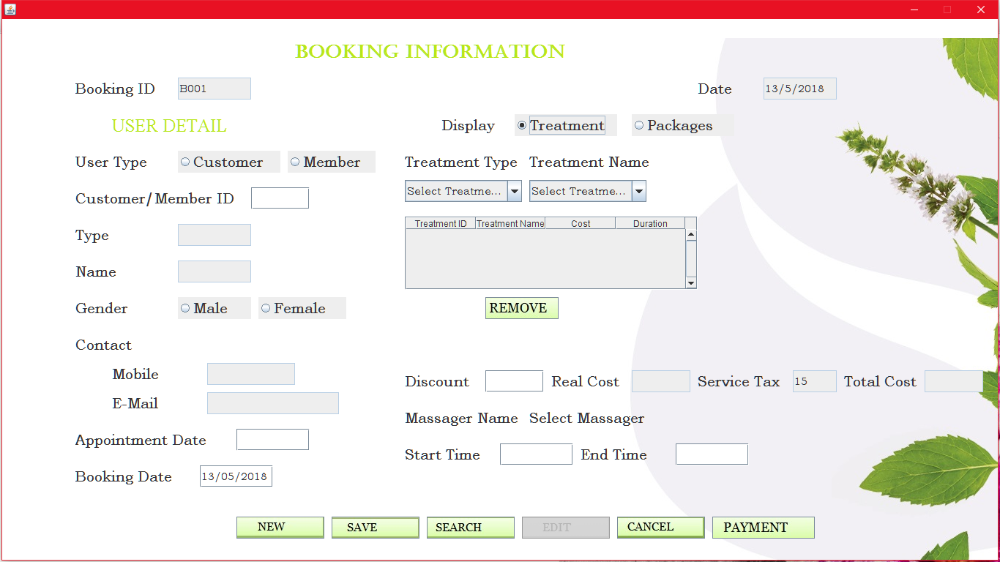 BOOKING INFORMATION
Booking ID B001 Date 13/5/2018
USER DETAIL Display Treatment Packages
User Type Customer Member Treatment Type Treatment Name
Select Treatme... Select Treatme...
Customer/Member ID
Treatment ID Treatment Name Cost Duration
Type
Name
Gender Male Female REMOVE
Contact
Mobile
Discount Real Cost Service Tax 15 Total Cost
E-Mail
Massager Name Select Massager
Appointment Date
Start Time End Time
Booking Date 13/05/2018
NEW SAVE SEARCH EDIT CANCEL PAYMENT